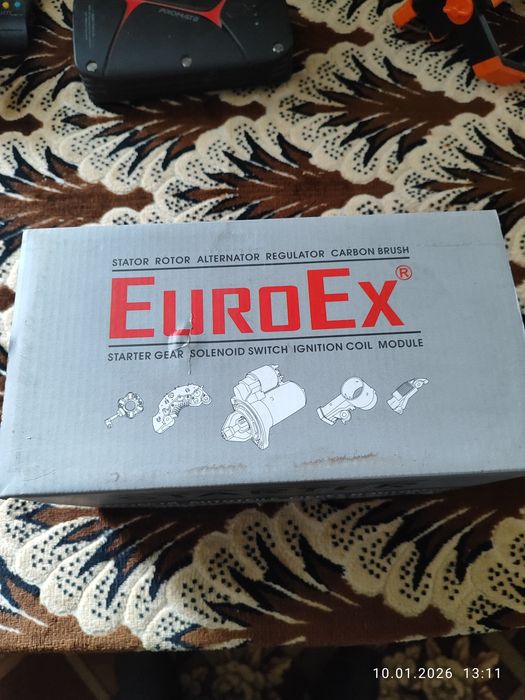 STATOR ROTOR ALTERNATOR REGULATOR CARBON BRUSH
EUROEX®
STARTER GEAR SOLENOID SWITCH IGNITION COIL MODULE
10.01.2026 13:11